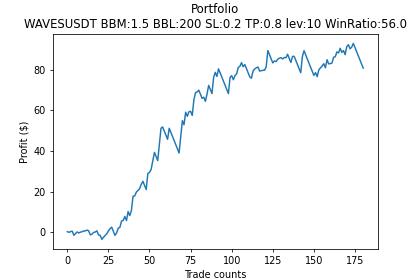 Portfolio
WAVESUSDT BBM:1.5 BBL:200 SL:0.2 TP:0.8 lev:10 WinRatio:56.0
80
60
40
20
0
Profit ($)
0 25 50 75 100 125 150 175
Trade counts